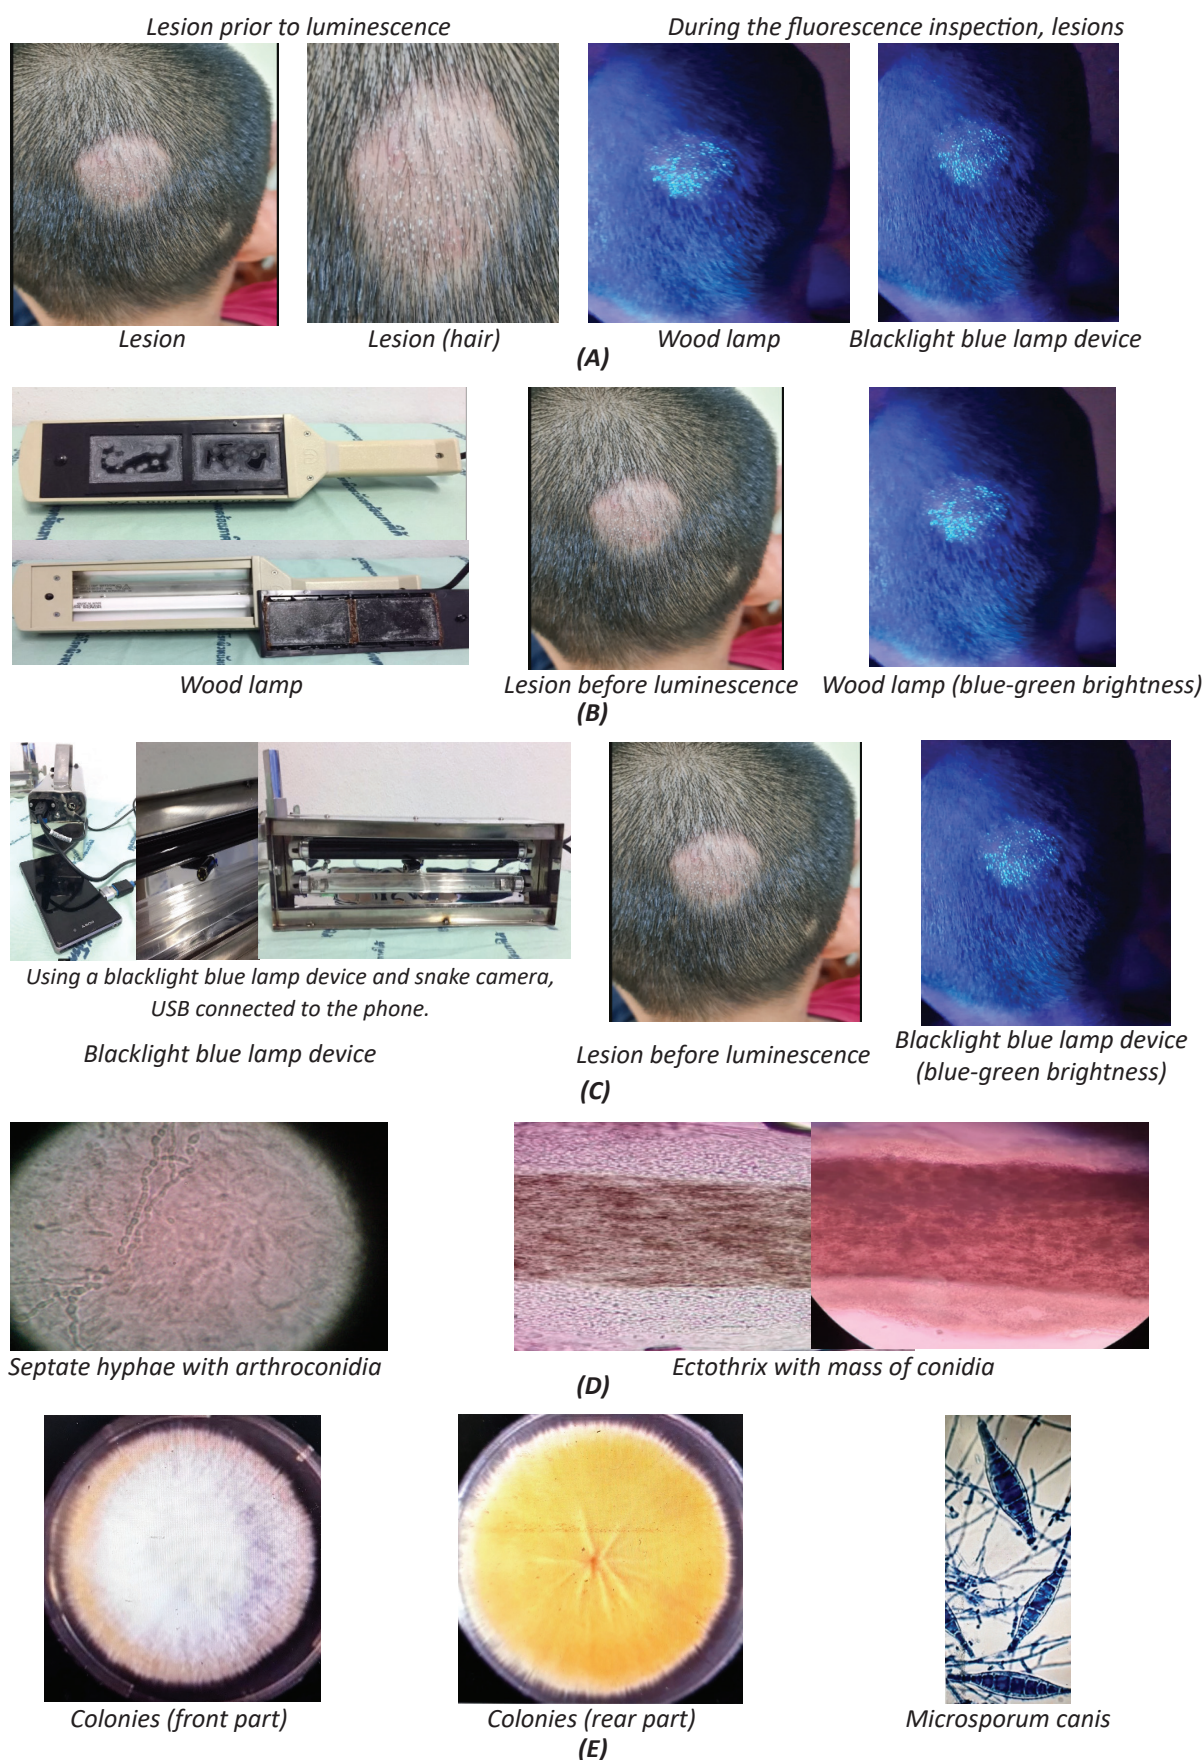 Lesion prior to luminescence
During the fluorescence inspection, lesions
Lesion
Lesion (hair)
Wood lamp
Blacklight blue lamp device
(A)
Wood lamp
Lesion before luminescence
Wood lamp (blue-green brightness)
(B)
Using a blacklight blue lamp device and snake camera,
USB connected to the phone.
Blacklight blue lamp device
Lesion before luminescence
Blacklight blue lamp device
(blue-green brightness)
(C)
Septate hyphae with arthroconidia
Ectothrix with mass of conidia
(D)
Colonies (front part)
Colonies (rear part)
Microsporum canis
(E)